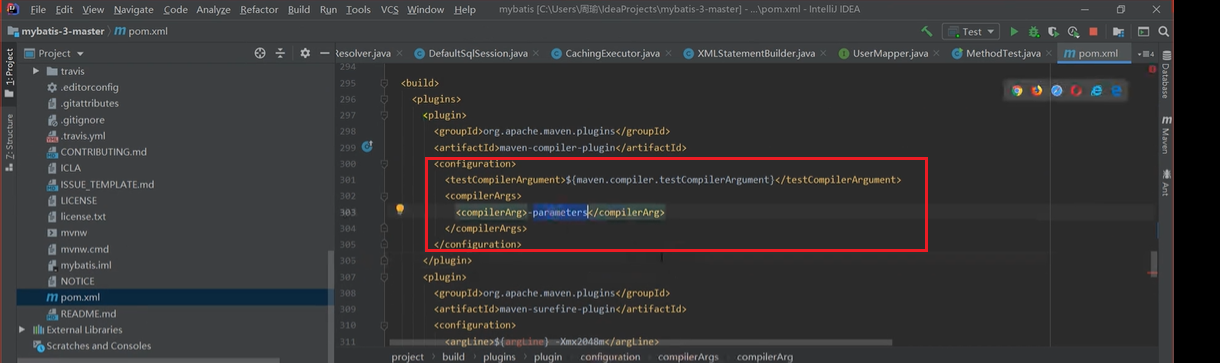 File Edit View Navigate Code Analyze Refactor Build Run Tools VCS Window Help mybatis [C:\Users\周瑜\IdeaProjects\mybatis-3-master] - ...\pom.xml - IntelliJ IDEA
mybatis-3-master pom.xml Test
Project Resolver.java DefaultSqlSession.java CachingExecutor.java XMLStatementBuilder.java UserMapper.java MethodTest.java pom.xml
1: Project
Z: Structure
travis
.editorconfig
.gitattributes
.gitignore
.travis.yml
CONTRIBUTING.md
ICLA
ISSUE_TEMPLATE.md
LICENSE
license.txt
mvnw
mvnw.cmd
mybatis.iml
NOTICE
pom.xml
README.md
External Libraries
Scratches and Consoles
294
295 <build>
296 <plugins>
297 <plugin>
298 <groupId>org.apache.maven.plugins</groupId>
299 <artifactId>maven-compiler-plugin</artifactId>
300 <configuration>
301 <testCompilerArgument>${maven.compiler.testCompilerArgument}</testCompilerArgument>
302 <compilerArgs>
303 <compilerArg>-parameters</compilerArg>
304 </compilerArgs>
305 </configuration>
306 </plugin>
307 <plugin>
308 <groupId>org.apache.maven.plugins</groupId>
309 <artifactId>maven-surefire-plugin</artifactId>
310 <configuration>
311 <argLine>${argLine} -Xmx2048m</argLine>
project › build › plugins › plugin › configuration › compilerArgs › compilerArg
Database
Maven
Ant